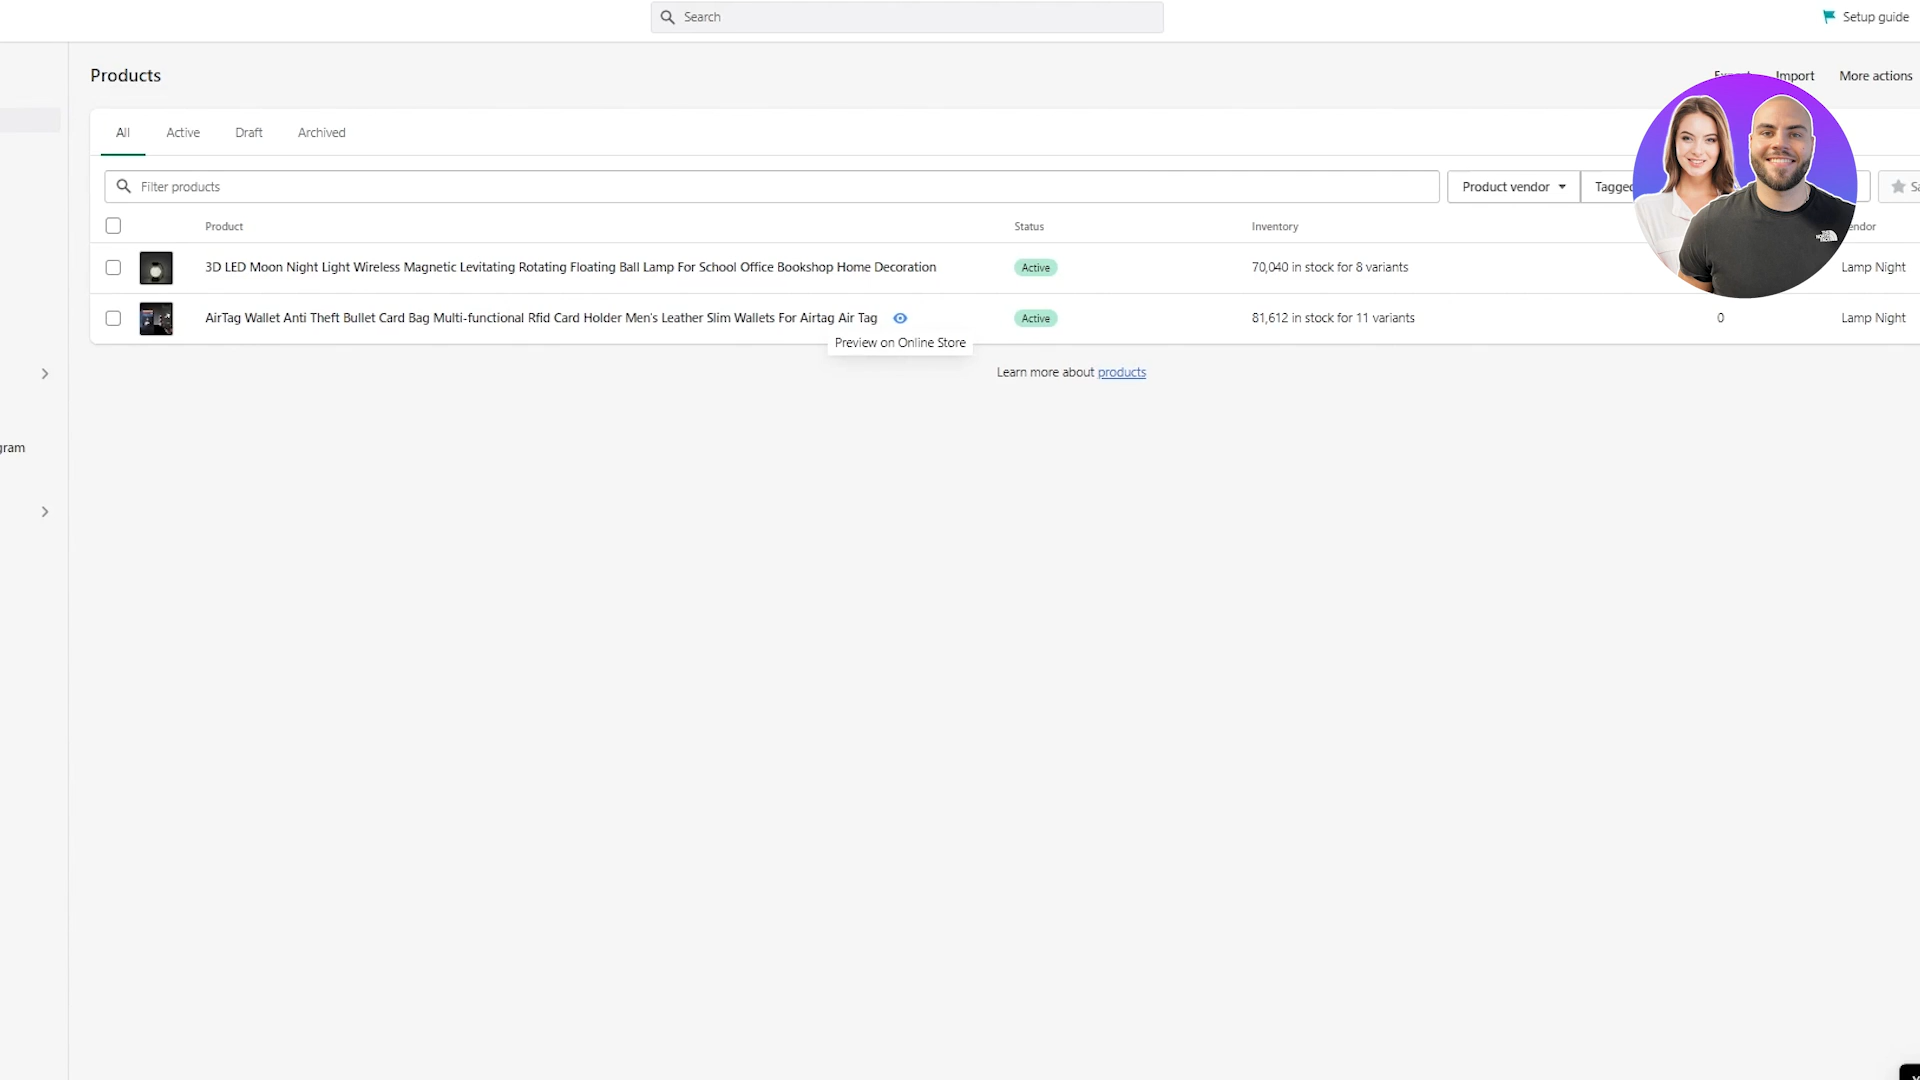 Search
Setup guide
Products
Import
More actions
All
Active
Draft
Archived
Filter products
Product vendor
Tagged
Product
Status
Inventory
3D LED Moon Night Light Wireless Magnetic Levitating Rotating Floating Ball Lamp For School Office Bookshop Home Decoration
Active
70,040 in stock for 8 variants
Lamp Night
AirTag Wallet Anti Theft Bullet Card Bag Multi-functional Rfid Card Holder Men's Leather Slim Wallets For Airtag Air Tag
Active
81,612 in stock for 11 variants
0
Lamp Night
Preview on Online Store
Learn more about products
gram